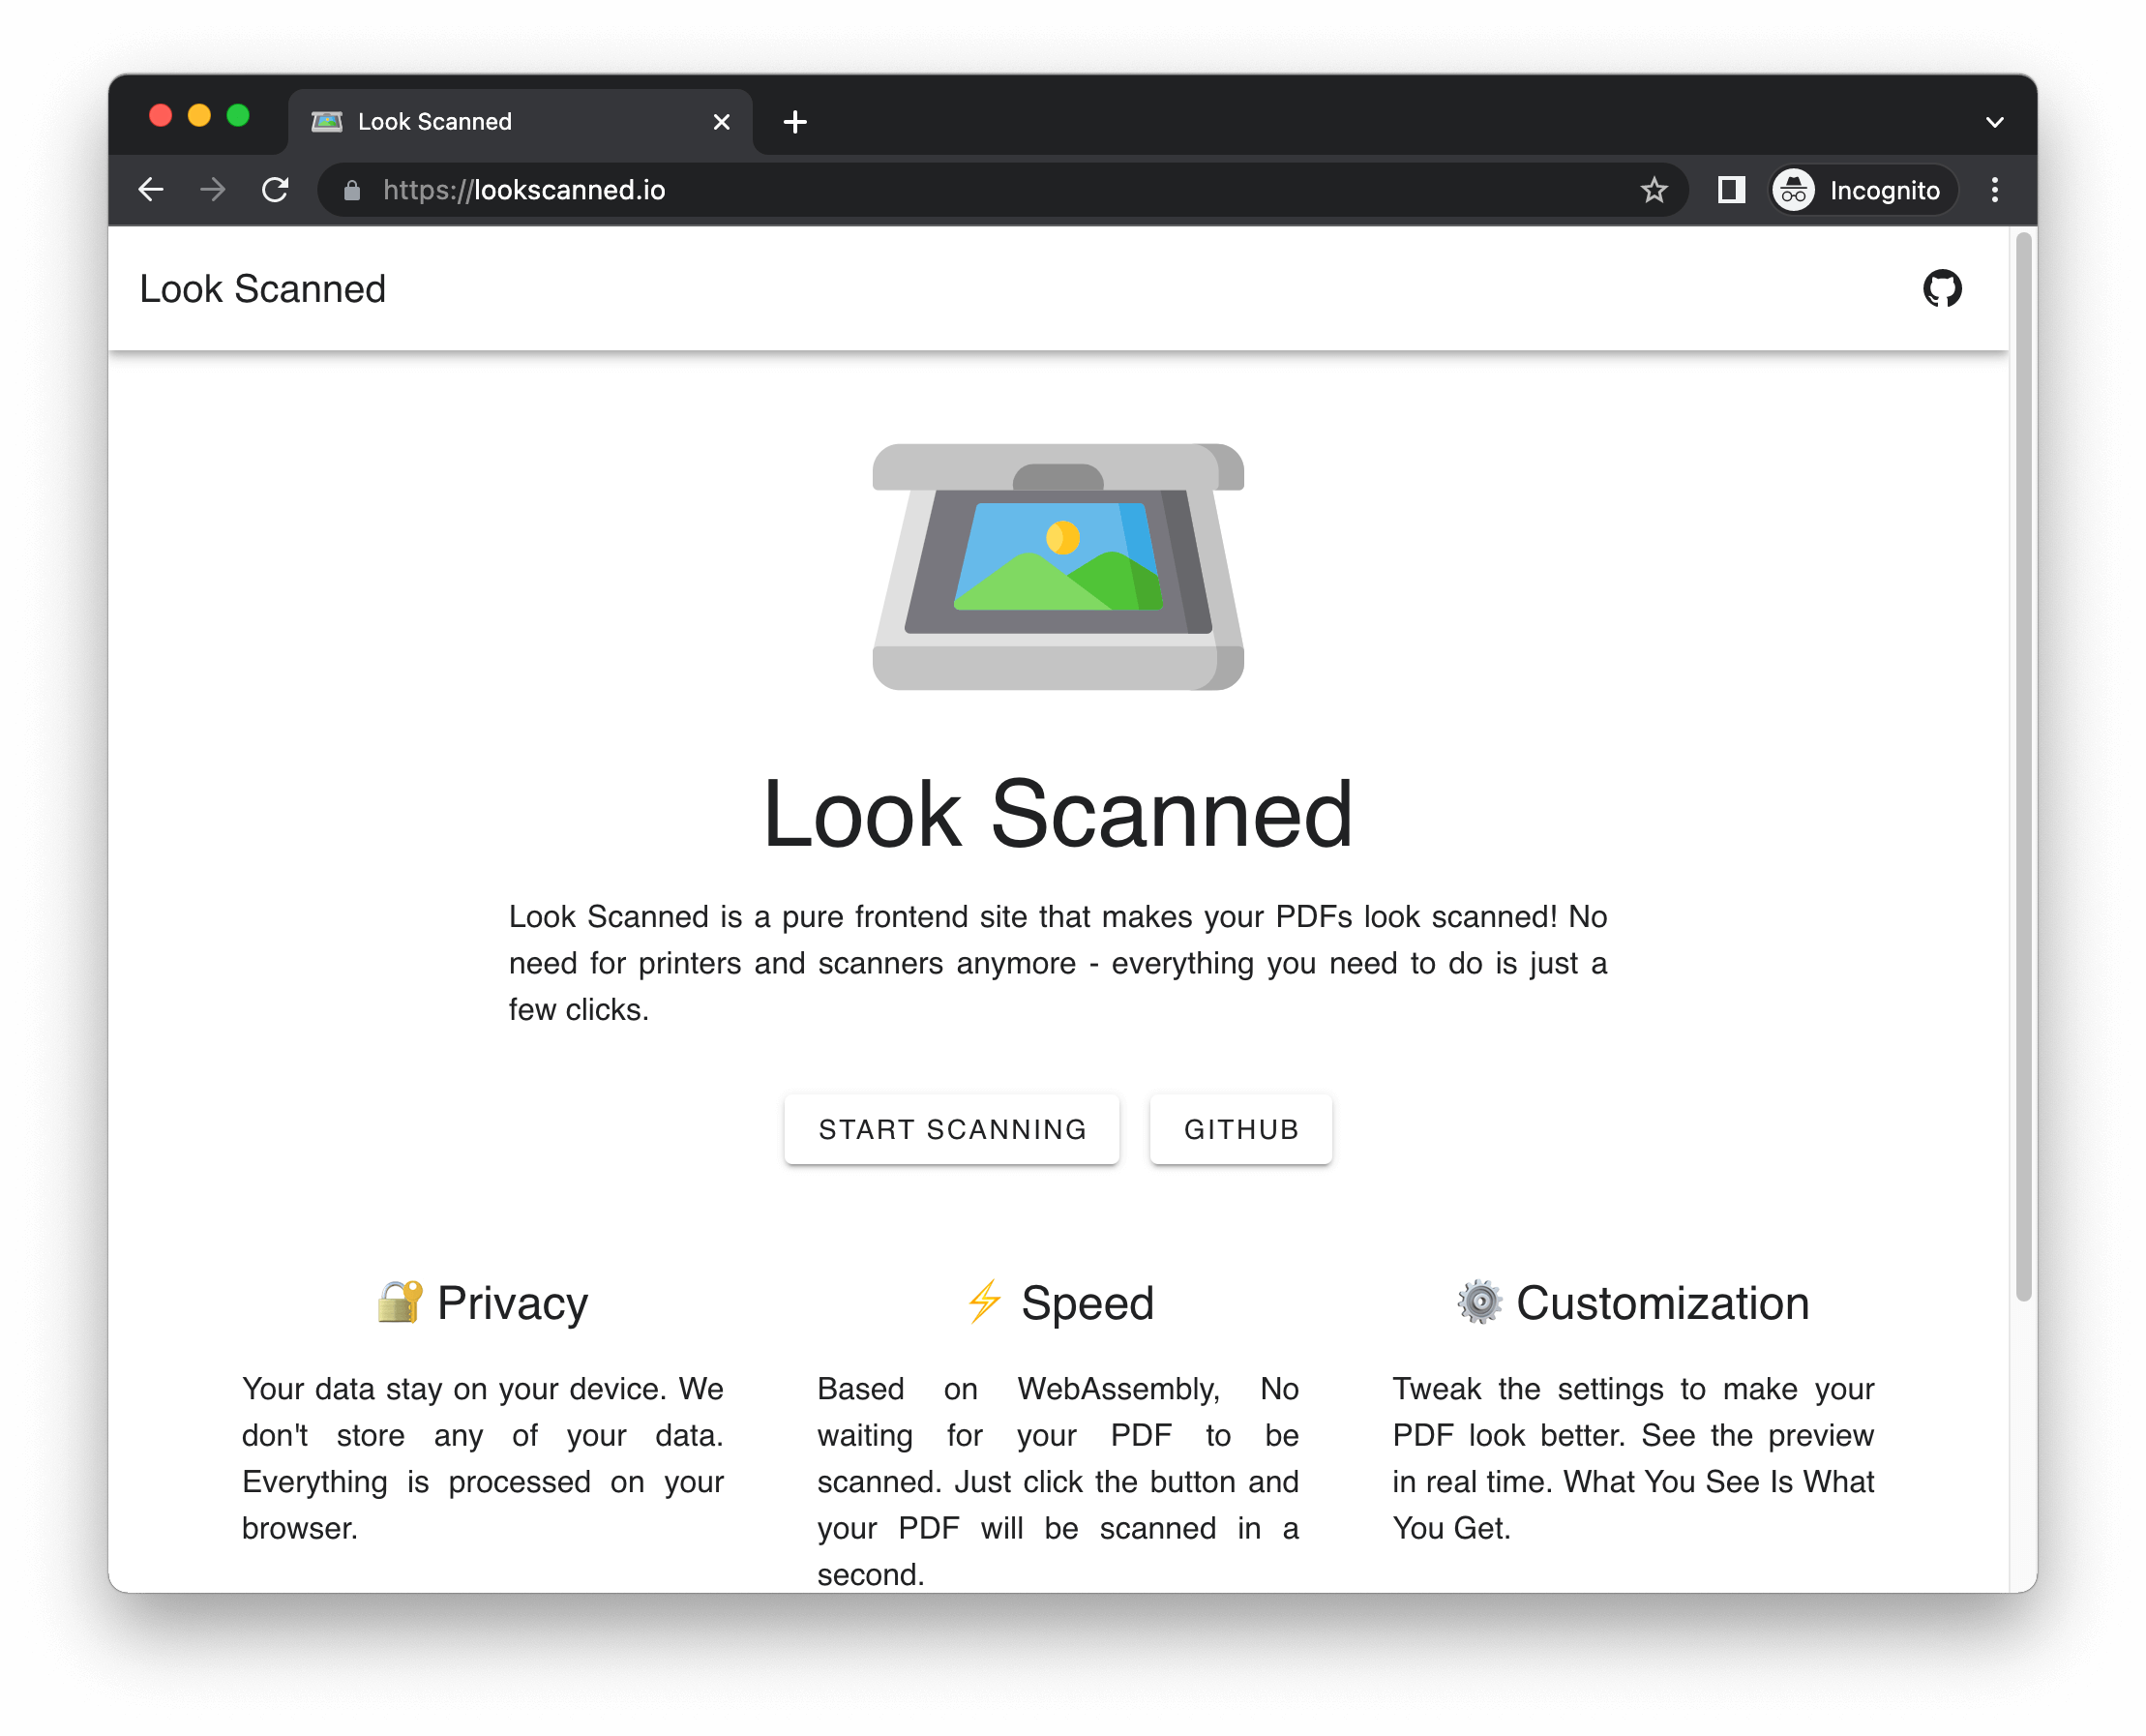 Look Scanned
https://lookscanned.io
Incognito
Look Scanned
Look Scanned
Look Scanned is a pure frontend site that makes your PDFs look scanned! No
need for printers and scanners anymore - everything you need to do is just a
few clicks.
START SCANNING
GITHUB
🔐 Privacy
Your data stay on your device. We
don't store any of your data.
Everything is processed on your
browser.
⚡ Speed
Based on WebAssembly, No
waiting for your PDF to be
scanned. Just click the button and
your PDF will be scanned in a
second.
⚙️ Customization
Tweak the settings to make your
PDF look better. See the preview
in real time. What You See Is What
You Get.